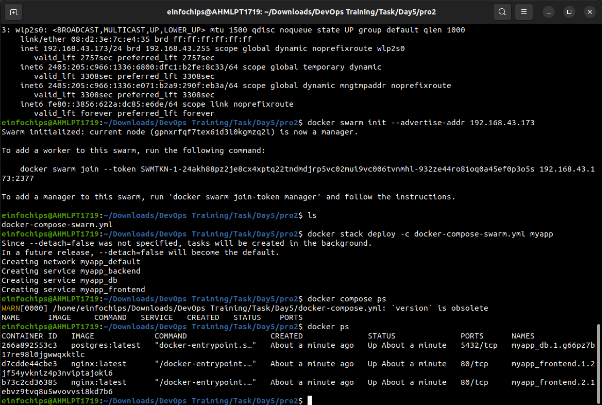 einfochips@AHMLPT1719: ~/Downloads/DevOps Training/Task/Day5/pro2
3: wlp2s0: <BROADCAST,MULTICAST,UP,LOWER_UP> mtu 1500 qdisc noqueue state UP group default qlen 1000
link/ether 08:d2:3e:7c:e4:35 brd ff:ff:ff:ff:ff:ff
inet 192.168.43.173/24 brd 192.168.43.255 scope global dynamic noprefixroute wlp2s0
valid_lft 2757sec preferred_lft 2757sec
inet6 2405:205:c966:1336:6800:dfc1:b2fe:8c33/64 scope global temporary dynamic
valid_lft 3308sec preferred_lft 3308sec
inet6 2405:205:c966:1336:e071:b2a9:290f:eb3a/64 scope global dynamic mngtmpaddr noprefixroute
valid_lft 3308sec preferred_lft 3308sec
inet6 fe80::3856:622a:dc85:e6de/64 scope link noprefixroute
valid_lft forever preferred_lft forever
einfochips@AHMLPT1719:~/Downloads/DevOps Training/Task/Day5/pro2$ docker swarm init --advertise-addr 192.168.43.173
Swarm initialized: current node (gpnxrfqf7tex6id3l0kgmzq2l) is now a manager.
To add a worker to this swarm, run the following command:
docker swarm join --token 192.168.43.1
73:2377
To add a manager to this swarm, run 'docker swarm join-token manager' and follow the instructions.
einfochips@AHMLPT1719:~/Downloads/DevOps Training/Task/Day5/pro2$ ls
docker-compose-swarm.yml
einfochips@AHMLPT1719:~/Downloads/DevOps Training/Task/Day5/pro2$ docker stack deploy -c docker-compose-swarm.yml myapp
Since --detach=false was not specified, tasks will be created in the background.
In a future release, --detach=false will become the default.
Creating network myapp_default
Creating service myapp_backend
Creating service myapp_db
Creating service myapp_frontend
einfochips@AHMLPT1719:~/Downloads/DevOps Training/Task/Day5/pro2$ docker compose ps
WARN[0000] /home/einfochips/Downloads/DevOps Training/Task/Day5/docker-compose.yml: `version` is obsolete
NAME IMAGE COMMAND SERVICE CREATED STATUS PORTS
einfochips@AHMLPT1719:~/Downloads/DevOps Training/Task/Day5/pro2$ docker ps
CONTAINER ID IMAGE COMMAND CREATED STATUS PORTS NAMES
266a892553c3 postgres:latest "docker-entrypoint.s…" About a minute ago Up About a minute 5432/tcp myapp_db.1.g66pz7b
17re98l0jgwwqxktlc
d7cdde44cbe3 nginx:latest "/docker-entrypoint.…" About a minute ago Up About a minute 80/tcp myapp_frontend.1.2
jf54yvknlz4p3nviptajok16
b73c2cd36385 nginx:latest "/docker-entrypoint.…" About a minute ago Up About a minute 80/tcp myapp_frontend.2.1
ebvz9tvq8u5wvovvsi8kd7b6
einfochips@AHMLPT1719:~/Downloads/DevOps Training/Task/Day5/pro2$